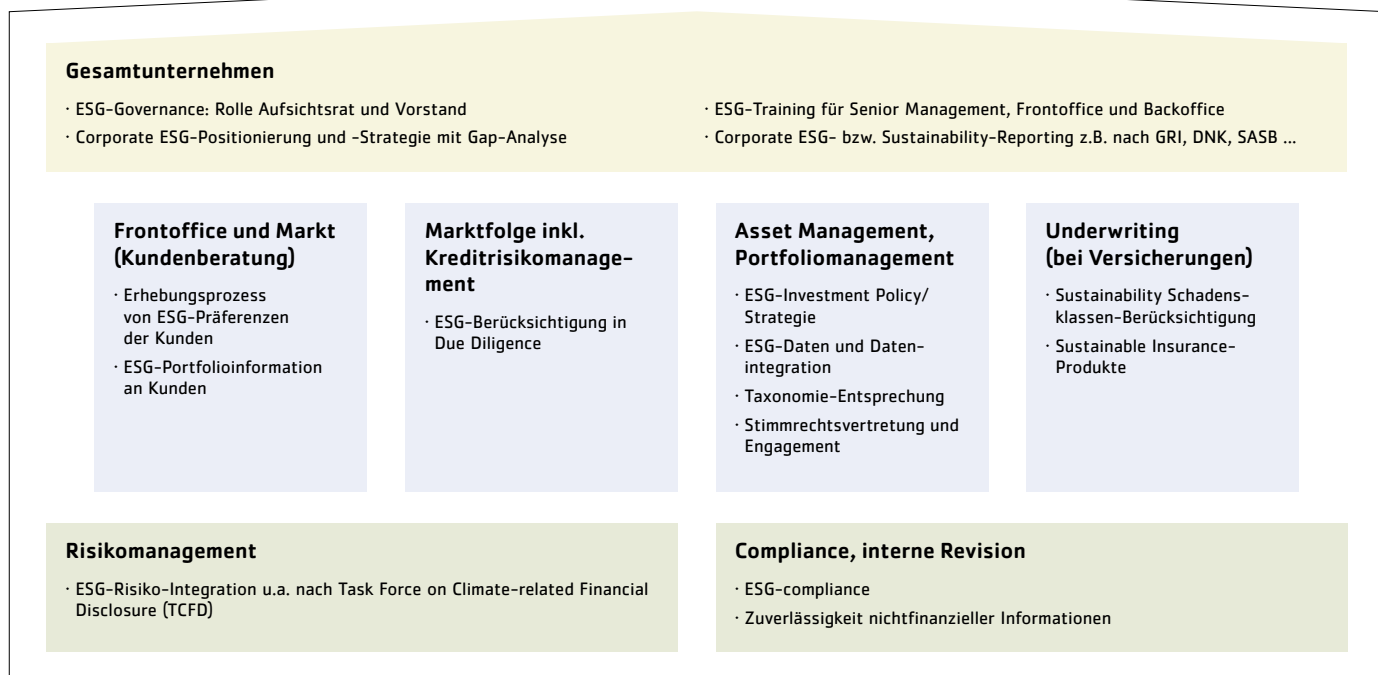 Gesamtunternehmen
· ESG-Governance: Rolle Aufsichtsrat und Vorstand
· Corporate ESG-Positionierung und -Strategie mit Gap-Analyse
· ESG-Training für Senior Management, Frontoffice und Backoffice
· Corporate ESG- bzw. Sustainability-Reporting z.B. nach GRI, DNK, SASB ...
Frontoffice und Markt
(Kundenberatung)
· Erhebungsprozess
von ESG-Präferenzen
der Kunden
· ESG-Portfolioinformation
an Kunden
Marktfolge inkl.
Kreditrisikomanage-
ment
· ESG-Berücksichtigung in
Due Diligence
Asset Management,
Portfoliomanagement
· ESG-Investment Policy/
Strategie
· ESG-Daten und Daten-
integration
· Taxonomie-Entsprechung
· Stimmrechtsvertretung und
Engagement
Underwriting
(bei Versicherungen)
· Sustainability Schadens-
klassen-Berücksichtigung
· Sustainable Insurance-
Produkte
Risikomanagement
· ESG-Risiko-Integration u.a. nach Task Force on Climate-related Financial
Disclosure (TCFD)
Compliance, interne Revision
· ESG-compliance
· Zuverlässigkeit nichtfinanzieller Informationen